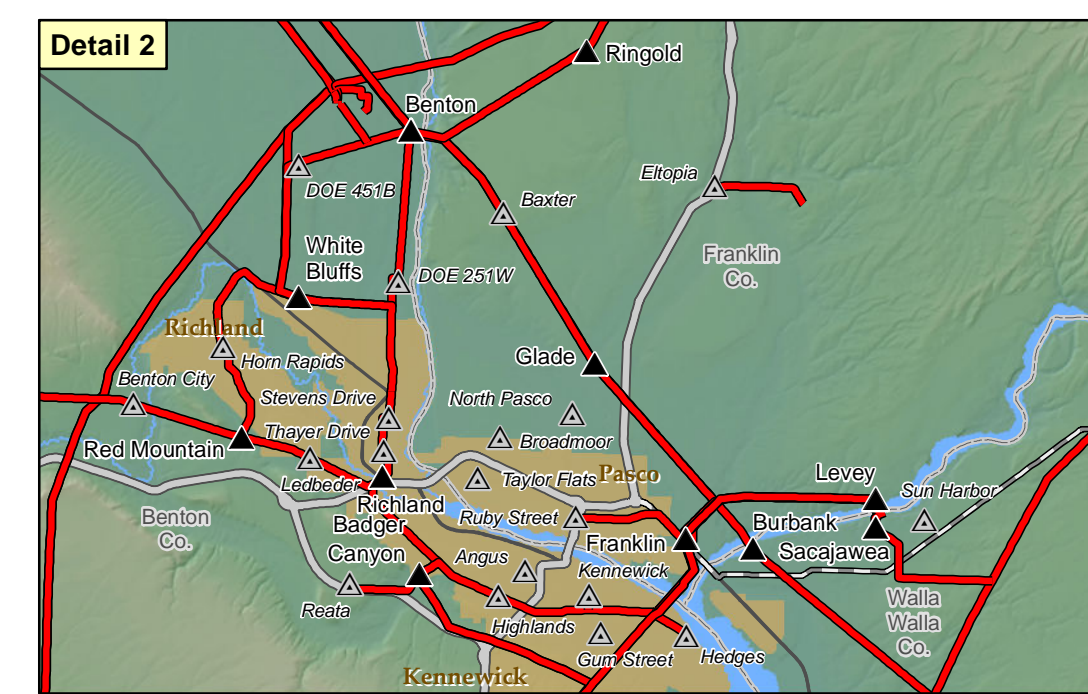 Detail 2
Ringold
Benton
Eltopia
DOE 451B
Baxter
White
Bluffs
Franklin
Co.
DOE 251W
Richland
Horn Rapids
Glade
Benton City
Stevens Drive
North Pasco
Thayer Drive
Broadmoor
Red Mountain
Ledbeder
Taylor Flats
Pasco
Levey
Sun Harbor
Richland
Benton
Co.
Badger
Canyon
Ruby Street
Burbank
Franklin
Sacajawea
Angus
Kennewick
Reata
Highlands
Walla
Walla
Co.
Gum Street
Hedges
Kennewick